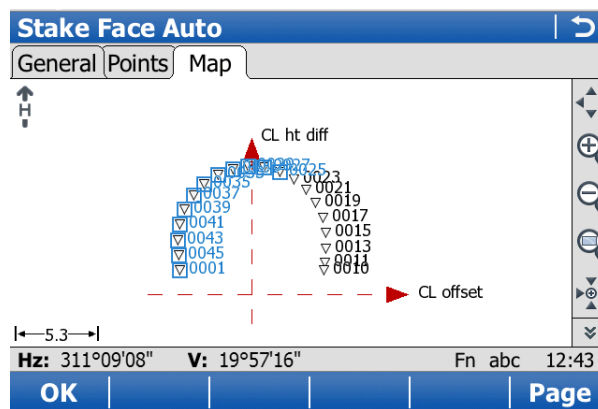 Stake Face Auto
General Points Map
H
CL ht diff
0023
0035 0021
0037 0019
0039 0017
0041 0015
0043 0013
0045 0011
0001 0010
CL offset
5.3
Hz: 311°09'08" V: 19°57'16" Fn abc 12:43
OK Page